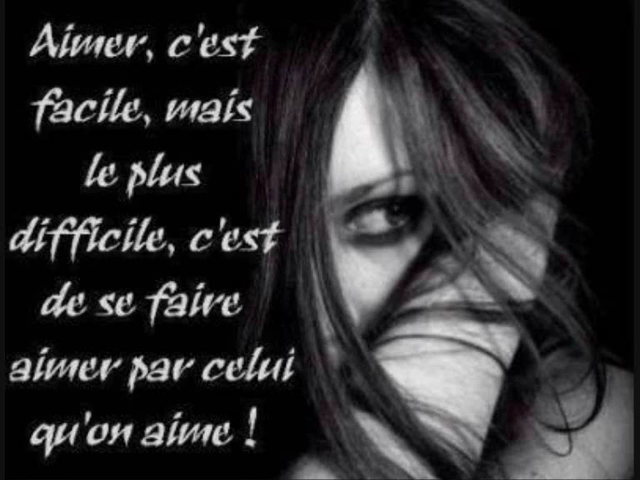 Aimer, c'est
facile, mais
le plus
difficile, c'est
de se faire
aimer par celui
qu'on aime !